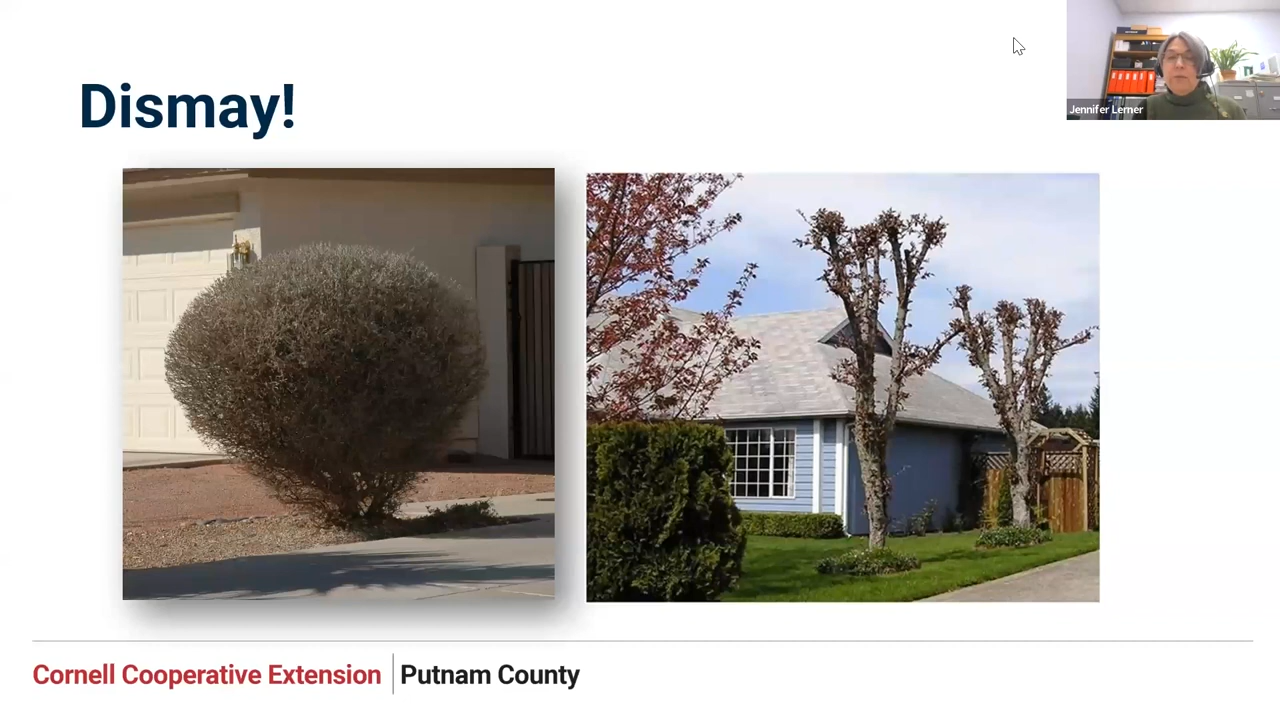 Dismay!
Jennifer Lerner
Cornell Cooperative Extension
Putnam County